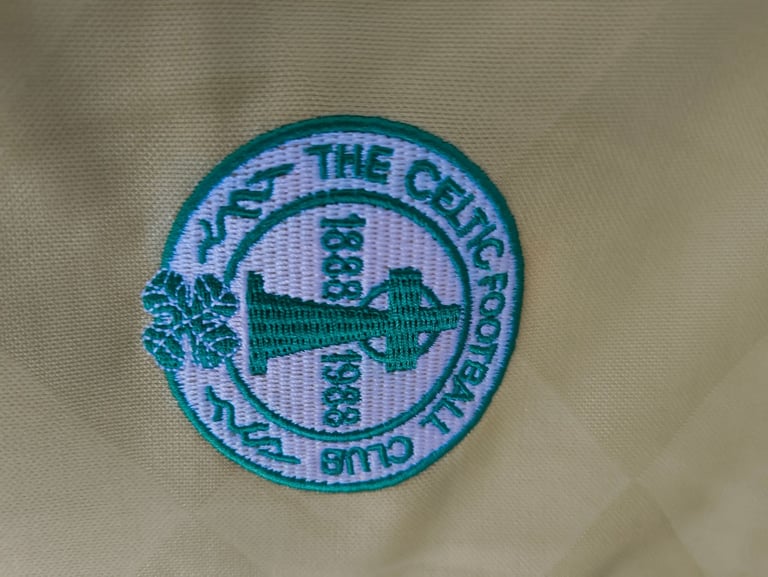 THE CELTIC FOOTBALL CLUB
1888 1988